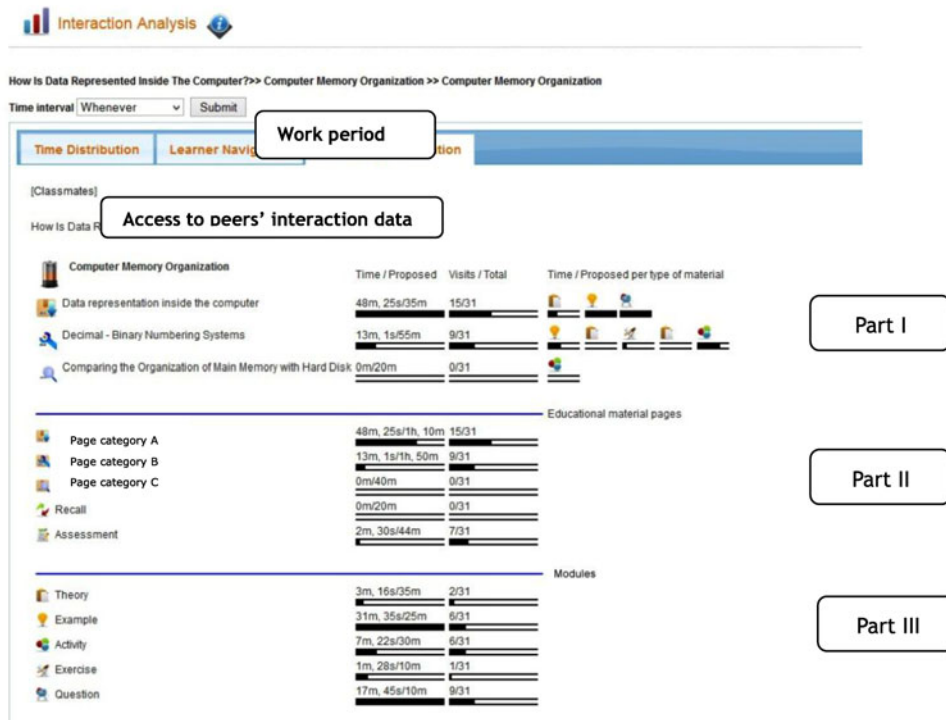 Interaction Analysis
How Is Data Represented Inside The Computer?>> Computer Memory Organization >> Computer Memory Organization
Time interval Whenever Submit
Work period
Time Distribution Learner Navig tion
[Classmates]
Access to peers' interaction data
How Is Data R
Computer Memory Organization Time / Proposed Visits / Total Time / Proposed per type of material
Data representation inside the computer 48m, 25s/35m 15/31
Part I
Decimal - Binary Numbering Systems 13m, 1s/55m 9/31
Comparing the Organization of Main Memory with Hard Disk 0m/20m 0/31
Educational material pages
Page category A 48m, 25s/1h, 10m 15/31
Page category B 13m, 1s/1h, 50m 9/31
Page category C 0m/40m 0/31
Part II
Recall 0m/20m 0/31
Assessment 2m, 30s/44m 7/31
Modules
Theory 3m, 16s/35m 2/31
Example 31m, 35s/25m 6/31
Part III
Activity 7m, 22s/30m 6/31
Exercise 1m, 28s/10m 1/31
Question 17m, 45s/10m 9/31